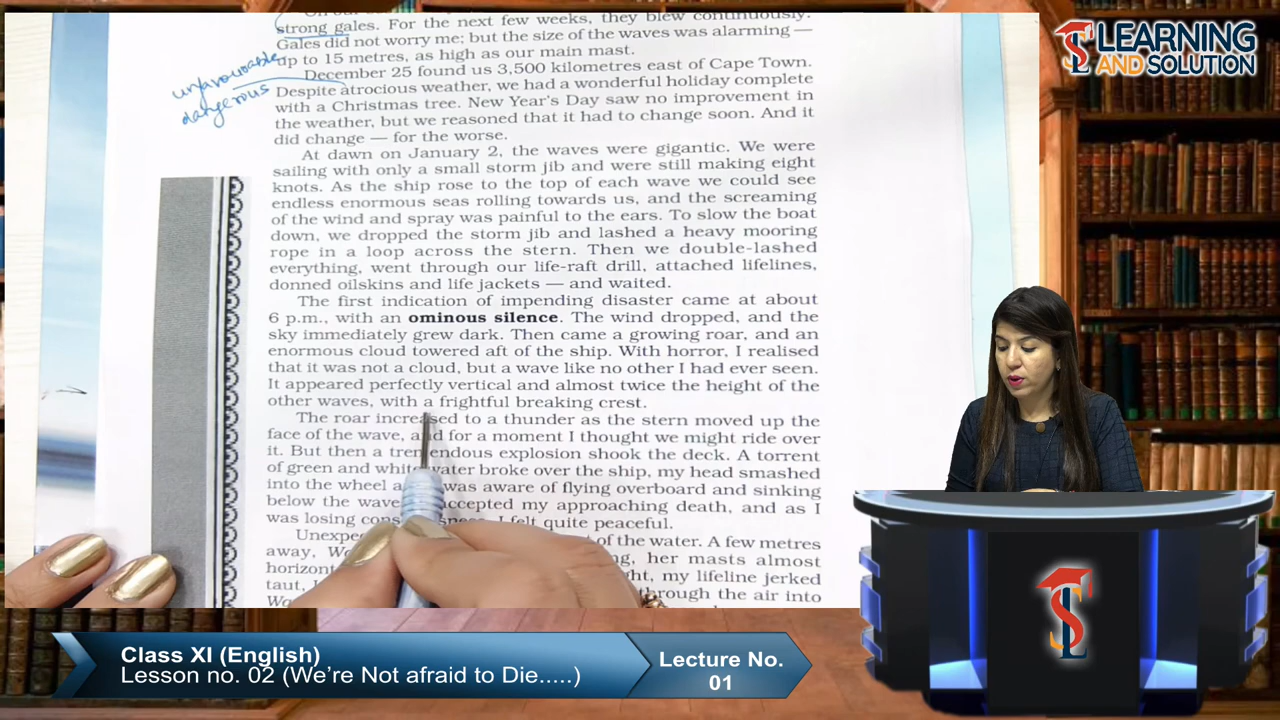 strong gales. For the next few weeks, they blew continuously.
Gales did not worry me; but the size of the waves was alarming —
up to 15 metres, as high as our main mast.
December 25 found us 3,500 kilometres east of Cape Town.
Despite atrocious weather, we had a wonderful holiday complete
with a Christmas tree. New Year's Day saw no improvement in
the weather, but we reasoned that it had to change soon. And it
did change — for the worse.
At dawn on January 2, the waves were gigantic. We were
sailing with only a small storm jib and were still making eight
knots. As the ship rose to the top of each wave we could see
endless enormous seas rolling towards us, and the screaming
of the wind and spray was painful to the ears. To slow the boat
down, we dropped the storm jib and lashed a heavy mooring
rope in a loop across the stern. Then we double-lashed
everything, went through our life-raft drill, attached lifelines,
donned oilskins and life jackets — and waited.
The first indication of impending disaster came at about
6 p.m., with an ominous silence. The wind dropped, and the
sky immediately grew dark. Then came a growing roar, and an
enormous cloud towered aft of the ship. With horror, I realised
that it was not a cloud, but a wave like no other I had ever seen.
It appeared perfectly vertical and almost twice the height of the
other waves, with a frightful breaking crest.
The roar increased to a thunder as the stern moved up the
face of the wave, and for a moment I thought we might ride over
it. But then a tremendous explosion shook the deck. A torrent
of green and white water broke over the ship, my head smashed
into the wheel a was aware of flying overboard and sinking
below the wave accepted my approaching death, and as I
was losing I felt quite peaceful.
of the water. A few metres
away, her masts almost
horizont my lifeline jerked
taut, through the air into
unfavourable
dangerous
LEARNING
AND SOLUTION
Class XI (English)
Lesson no. 02 (We're Not afraid to Die.....)
Lecture No.
01